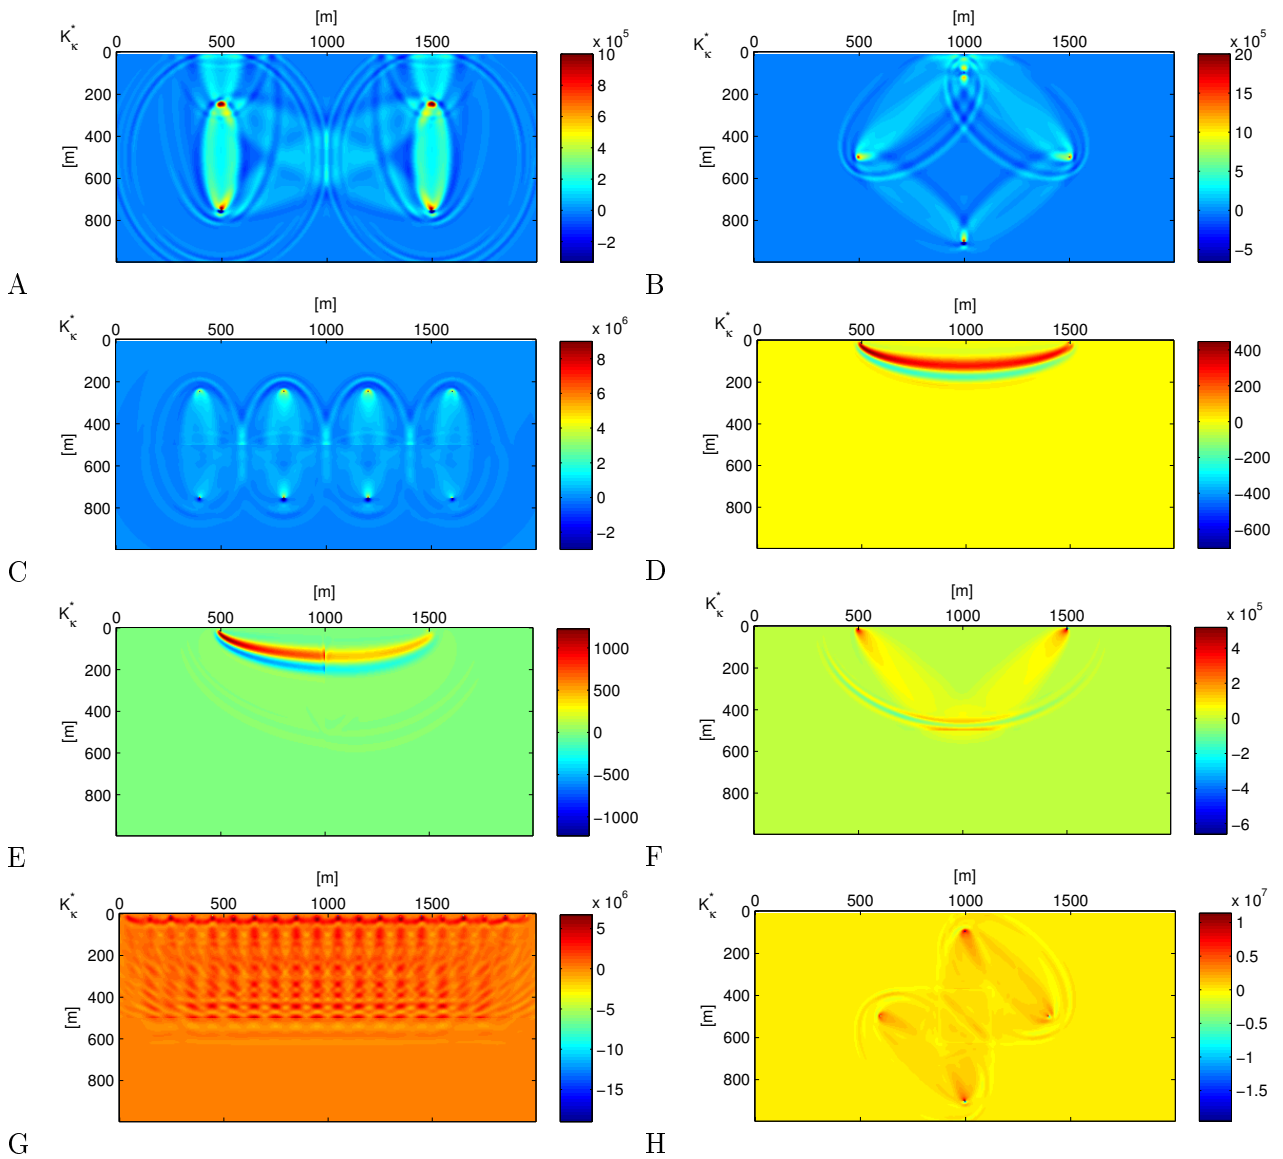 [m]
K*κ
0 500 1000 1500
x 10^5
0
200
400
600
800
[m]
10
8
6
4
2
0
−2
A
[m]
K*κ
0 500 1000 1500
x 10^5
0
200
400
600
800
[m]
20
15
10
5
0
−5
B
[m]
K*κ
0 500 1000 1500
x 10^6
0
200
400
600
800
[m]
8
6
4
2
0
−2
C
[m]
K*κ
0 500 1000 1500
0
200
400
600
800
[m]
400
200
0
−200
−400
−600
D
[m]
K*κ
0 500 1000 1500
0
200
400
600
800
[m]
1000
500
0
−500
−1000
E
[m]
K*κ
0 500 1000 1500
x 10^5
0
200
400
600
800
[m]
4
2
0
−2
−4
−6
F
[m]
K*κ
0 500 1000 1500
x 10^6
0
200
400
600
800
[m]
5
0
−5
−10
−15
G
[m]
K*κ
0 500 1000 1500
x 10^7
0
200
400
600
800
[m]
1
0.5
0
−0.5
−1
−1.5
H